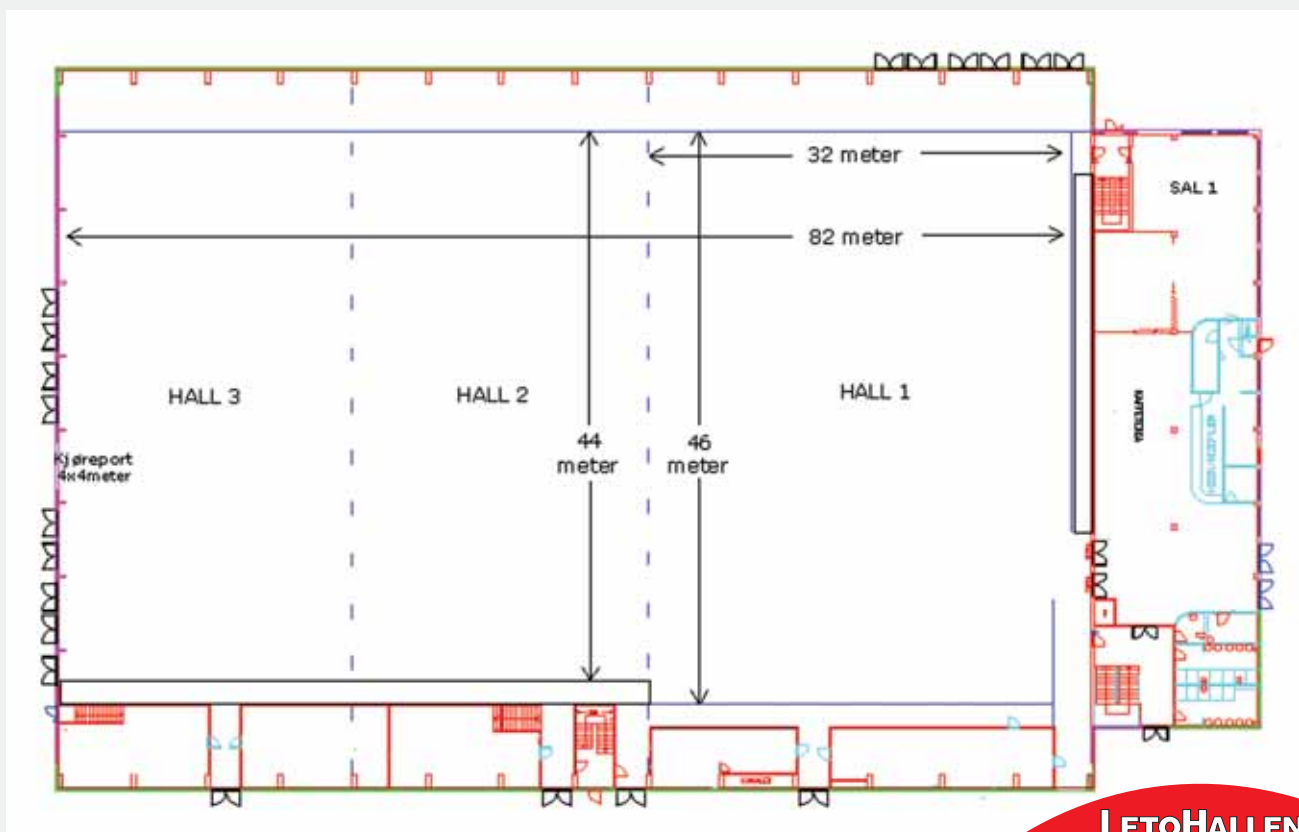 32 meter
SAL 1
82 meter
HALL 3
HALL 2
HALL 1
44
meter
46
meter
Kjøreport
4x4meter
LETOHALLEN